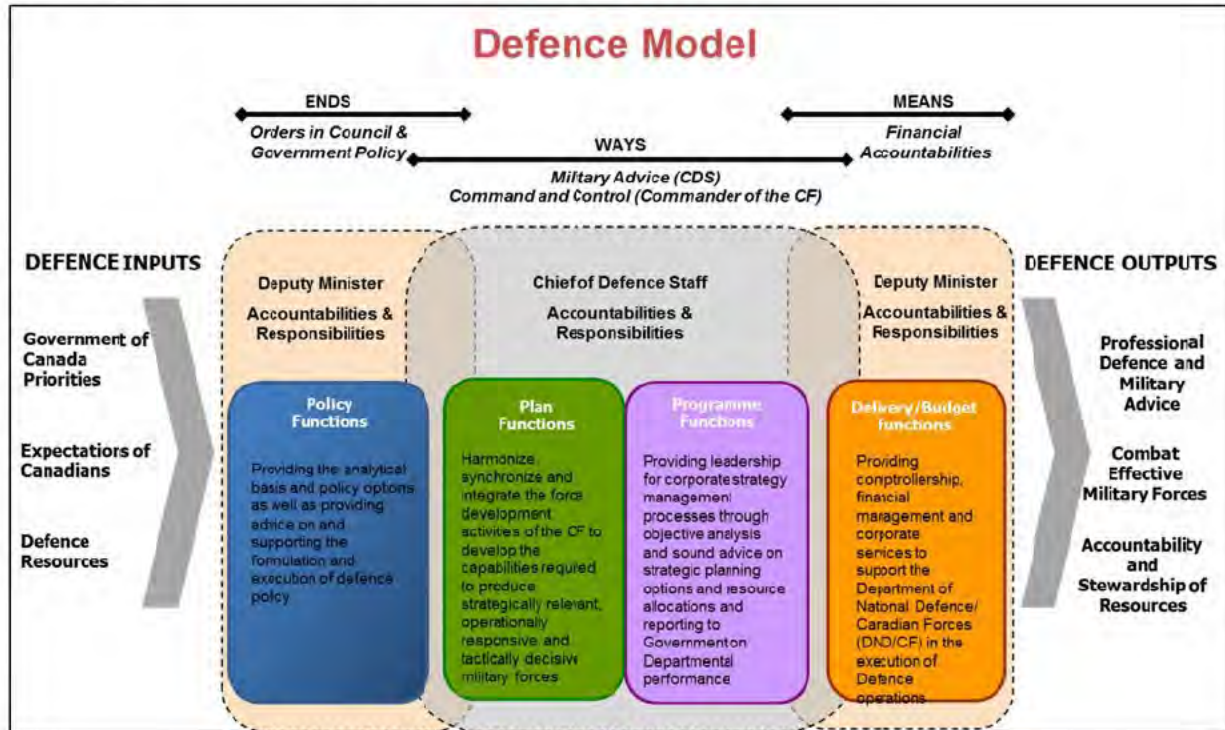 Defence Model
ENDS
Orders in Council &
Government Policy
MEANS
Financial
Accountabilities
WAYS
Military Advice (CDS)
Command and Control (Commander of the CF)
DEFENCE INPUTS
Government of
Canada
Priorities
Expectatiors of
Canadians
Defence
Resources
Deputy Minister
Accountabilities &
Responsibilities
Chief of Defence Staff
Accountabilities &
Responsibilities
Deputy Minister
Accountabilities &
Responsibilities
Policy
Functions
Providing the analytical
basis and policy options
as well as providing
advice on and
supporting the
formulation and
execution of defence
policy
Plan
Functions
Harmonize
synchronize and
integrate the force
development
activities of the CF to
develop the
capabilities required
to produce
strategically relevant,
operationally
responsive and
tactically decisive
military forces
Programme
Functions
Providing leadership
for corporate strategy
management
processes through
objective analysis
and sound advice on
strategic planning
options and resource
allocations and
reporting to
Government on
Departmental
performance
Delivery/Budget
functions
Providing
comptrollership,
financial
management and
corporate
services to
support the
Department of
National Defence/
Caradian Forces
(DND/CF) in the
execution of
Defence
operations
DEFENCE OUTPUTS
Professional
Defence and
Military
Advice
Combat
Effective
Military Forces
Accountability
and
Stewardship of
Resources